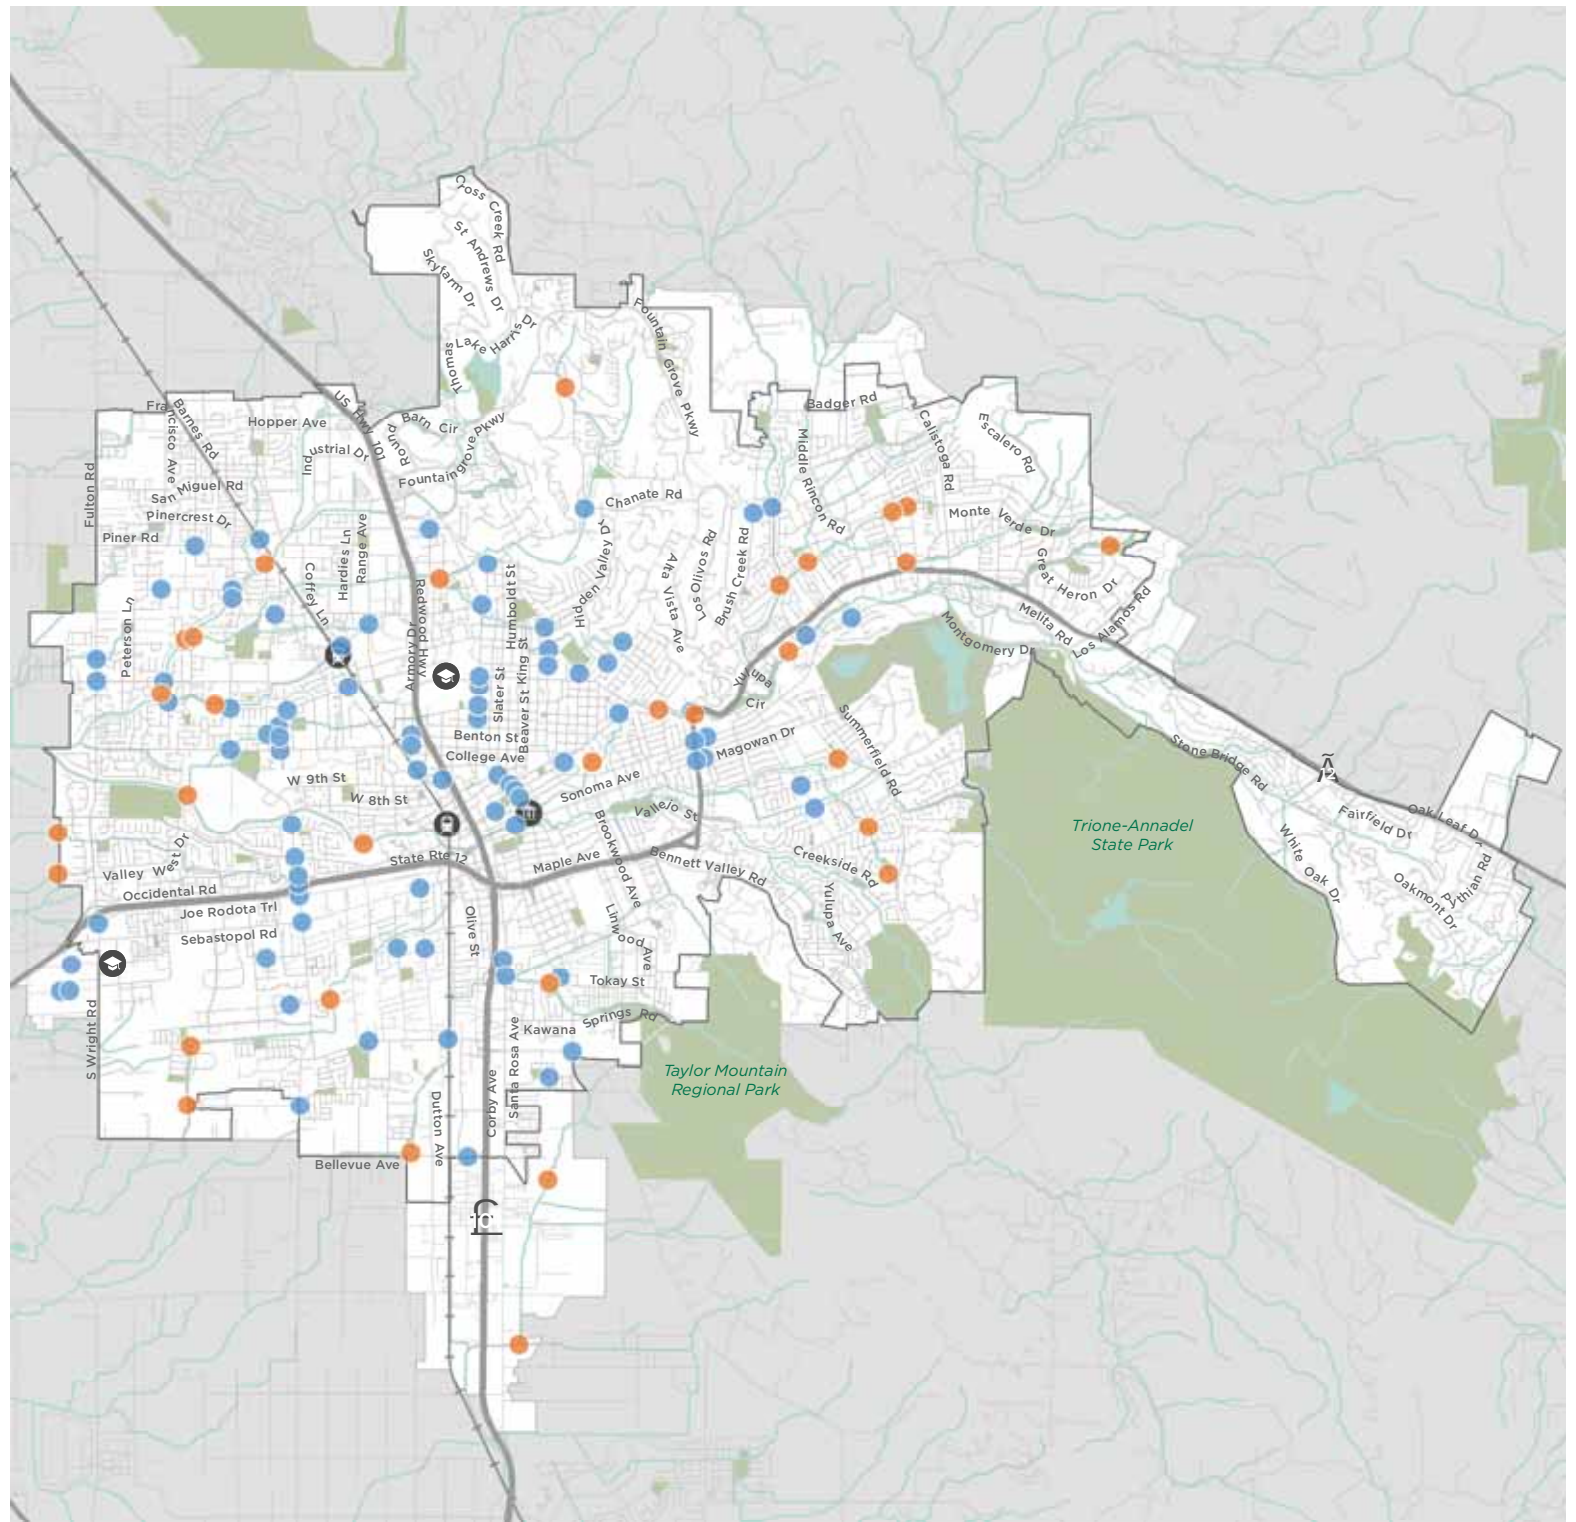 Cross Creek Rd
St Andrews Dr
Skyfarm Dr
Lake Harris Dr
Thomas
Fountain Grove Pkwy
US Hwy 101
Barn Cir
Round
Fountaingrove Pkwy
Francisco Ave
Barnes Rd
Hopper Ave
Industrial Dr
Badger Rd
Calistoga Rd
Escalero Rd
Middle Rincon Rd
Fulton Rd
San Miguel Rd
Pinercrest Dr
Piner Rd
Chanate Rd
Monte Verde Dr
Hardies Ln
Range Ave
Coffey Ln
Hidden Valley Dr
Los Olivos Rd
Alta Vista Ave
Brush Creek Rd
Great Heron Dr
Humboldt St
Redwood Hwy
Armory Dr
Peterson Ln
Melita Rd
Los Alamos Rd
Montgomery Dr
Yulupa Cir
Slater St
Beaver St
King St
Benton St
College Ave
Magowan Dr
Summerfield Rd
Stone Bridge Rd
W 9th St
W 8th St
Sonoma Ave
Vallejo St
Brookwood Ave
12
Oak Leaf Dr
Fairfield Dr
White Oak Dr
Oakmont Dr
Pythian Rd
Trione-Annadel
State Park
Valley West Dr
State Rte 12
Maple Ave
Bennett Valley Rd
Creekside Rd
Yulupa Ave
Occidental Rd
Joe Rodota Trl
Sebastopol Rd
Olive St
Linwood Ave
Tokay St
Kawana Springs Rd
S Wright Rd
Santa Rosa Ave
Corby Ave
Dutton Ave
Taylor Mountain
Regional Park
Bellevue Ave